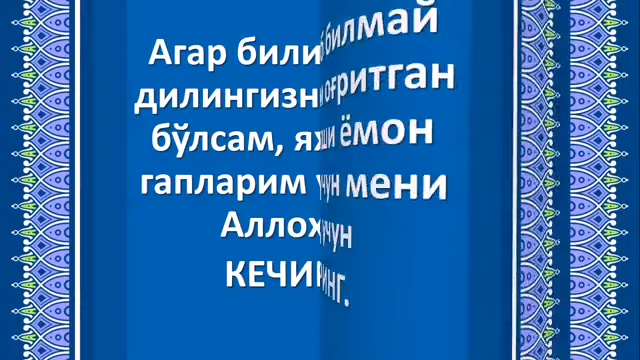 Агар билиб билмай
дилингизни оғритган
бўлсам, яхши ёмон
гапларим учун мени
Аллоҳ учун
КЕЧИРИНГ.